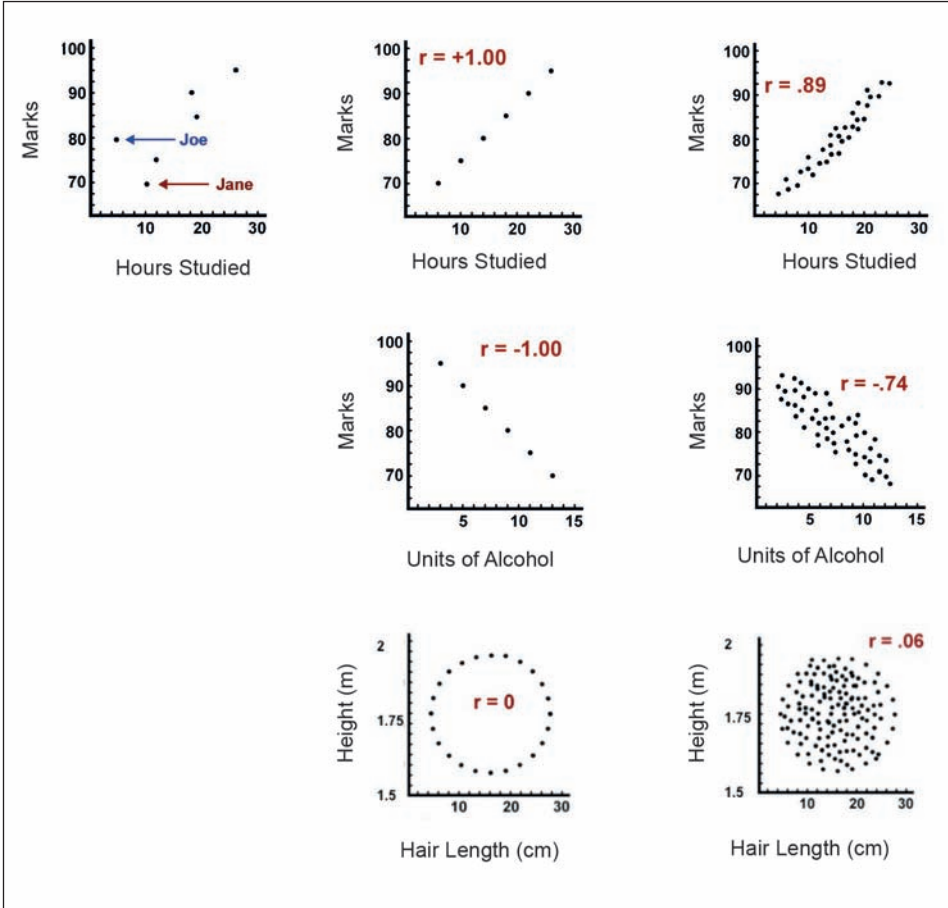 100
90
80
70
Marks
Joe
Jane
10 20 30
Hours Studied
100
90
80
70
Marks
r = +1.00
10 20 30
Hours Studied
100
90
80
70
Marks
r = .89
10 20 30
Hours Studied
100
90
80
70
Marks
r = -1.00
5 10 15
Units of Alcohol
100
90
80
70
Marks
r = -.74
5 10 15
Units of Alcohol
2
1.75
1.5
Height (m)
r = 0
10 20 30
Hair Length (cm)
2
1.75
1.5
Height (m)
r = .06
10 20 30
Hair Length (cm)